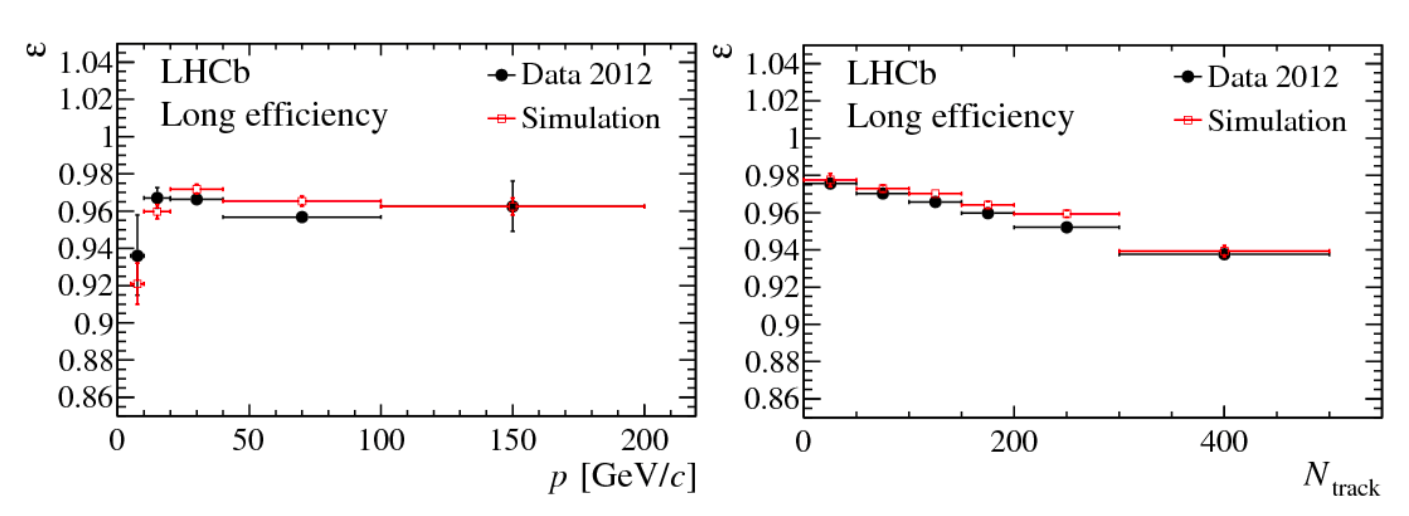 ε
1.04
1.02
1
0.98
0.96
0.94
0.92
0.9
0.88
0.86
LHCb
Long efficiency
Data 2012
Simulation
0 50 100 150 200
p [GeV/c]
ε
1.04
1.02
1
0.98
0.96
0.94
0.92
0.9
0.88
0.86
LHCb
Long efficiency
Data 2012
Simulation
0 200 400
N track